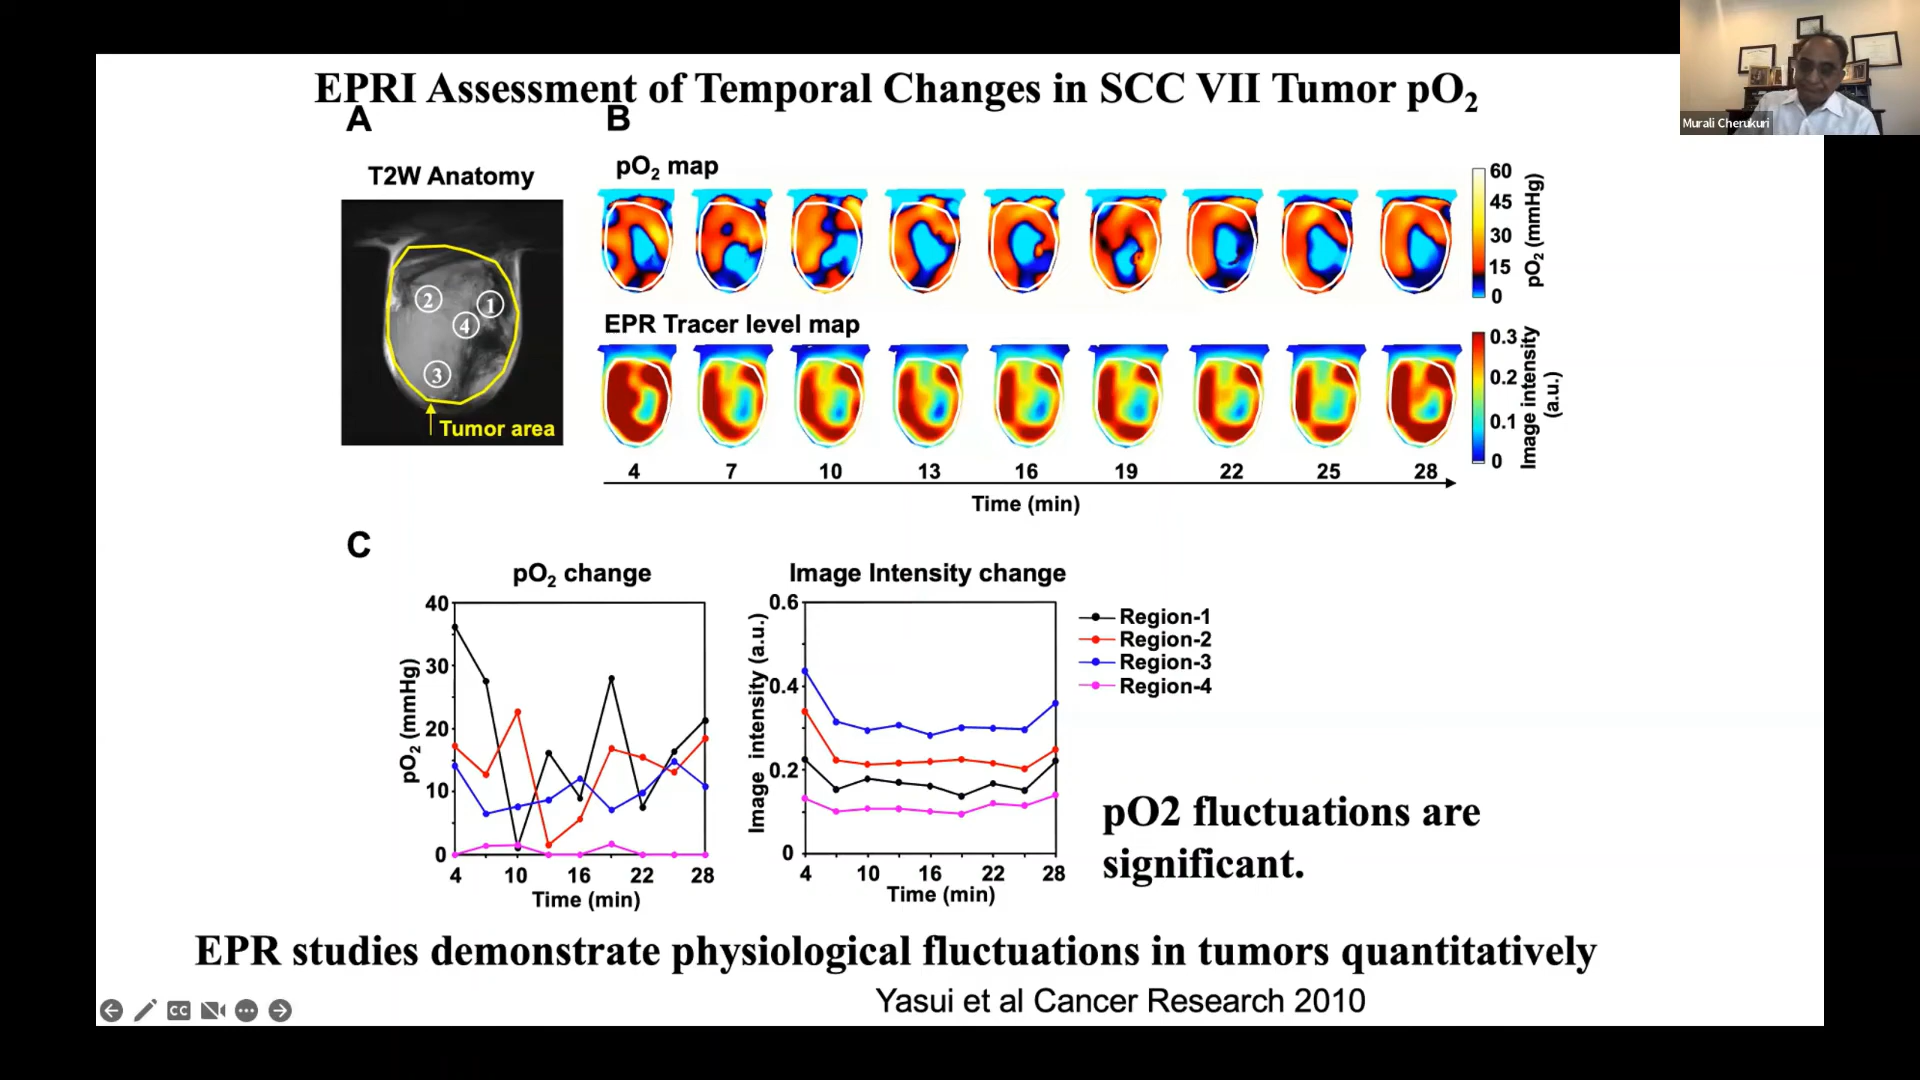 EPRI Assessment of Temporal Changes in SCC VII Tumor pO2
Murali Cherukuri
A
T2W Anatomy
1
2
3
4
Tumor area
B
pO2 map
60
45
30
15
0
pO2 (mmHg)
EPR Tracer level map
0.3
0.2
0.1
0
Image intensity
(a.u.)
4 7 10 13 16 19 22 25 28
Time (min)
C
pO2 change
40
30
20
10
0
pO2 (mmHg)
4 10 16 22 28
Time (min)
Image Intensity change
0.6
0.4
0.2
0
Image intensity (a.u.)
4 10 16 22 28
Time (min)
Region-1
Region-2
Region-3
Region-4
pO2 fluctuations are
significant.
EPR studies demonstrate physiological fluctuations in tumors quantitatively
Yasui et al Cancer Research 2010
CC